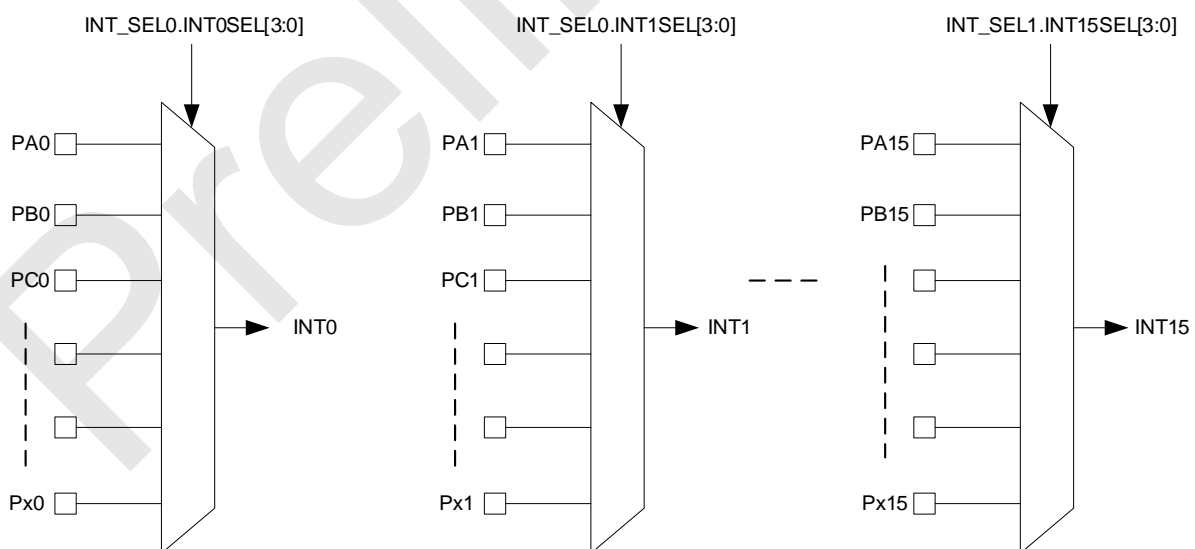 INT_SEL0.INT0SEL[3:0]
INT_SEL0.INT1SEL[3:0]
INT_SEL1.INT15SEL[3:0]
PA0
PA1
PA15
PB0
PB1
PB15
PC0
PC1
INT0
INT1
INT15
Px0
Px1
Px15
Preli